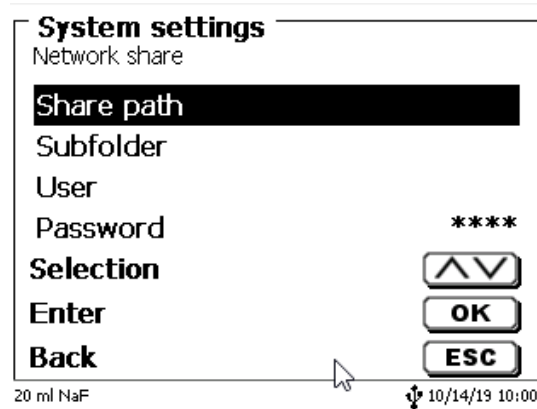 System settings
Network share
Share path
Subfolder
User
Password ****
Selection
Enter OK
Back ESC
20 ml NaF 10/14/19 10:00